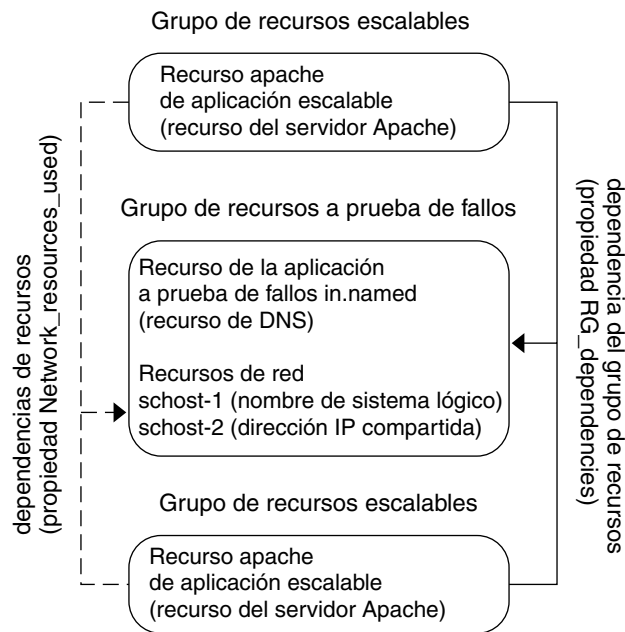 Grupo de recursos escalables
Recurso apache
de aplicación escalable
(recurso del servidor Apache)
Grupo de recursos a prueba de fallos
Recurso de la aplicación
a prueba de fallos in.named
(recurso de DNS)
Recursos de red
schost-1 (nombre de sistema lógico)
schost-2 (dirección IP compartida)
Grupo de recursos escalables
Recurso apache
de aplicación escalable
(recurso del servidor Apache)
dependencias de recursos
(propiedad Network_resources_used)
dependencia del grupo de recursos
(propiedad RG_dependencies)